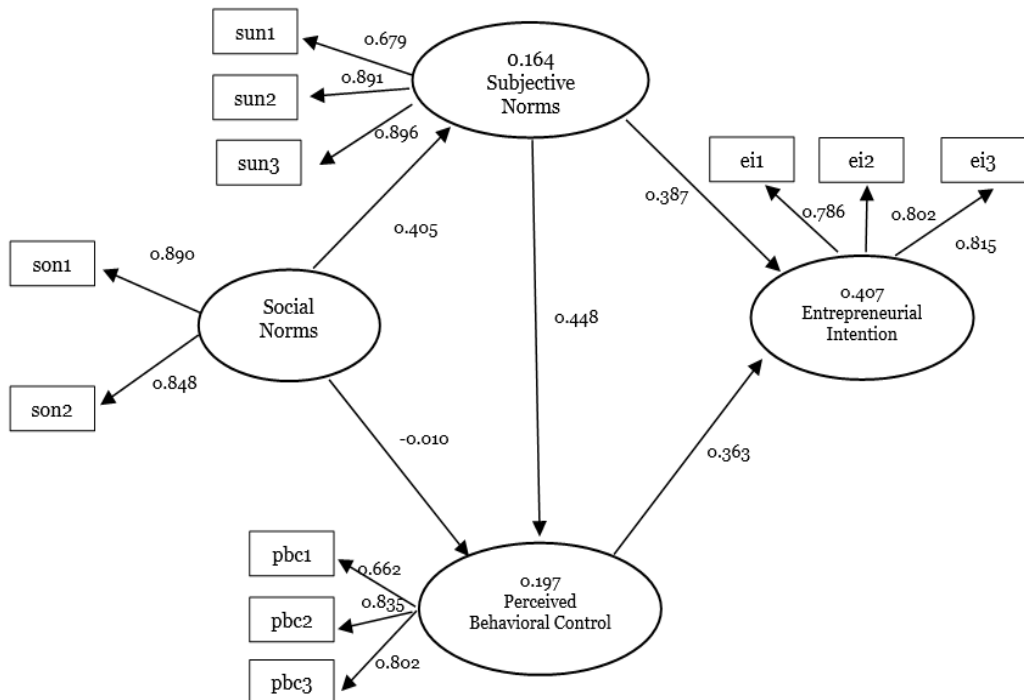 sun1
0.679
0.164
Subjective
Norms
sun2
0.891
sun3
0.896
ei1
ei2
ei3
0.387
0.786
0.802
0.815
0.405
son1
0.890
Social
Norms
0.407
Entrepreneurial
Intention
0.448
son2
0.848
-0.010
0.363
pbc1
0.662
0.197
Perceived
Behavioral Control
pbc2
0.835
pbc3
0.802